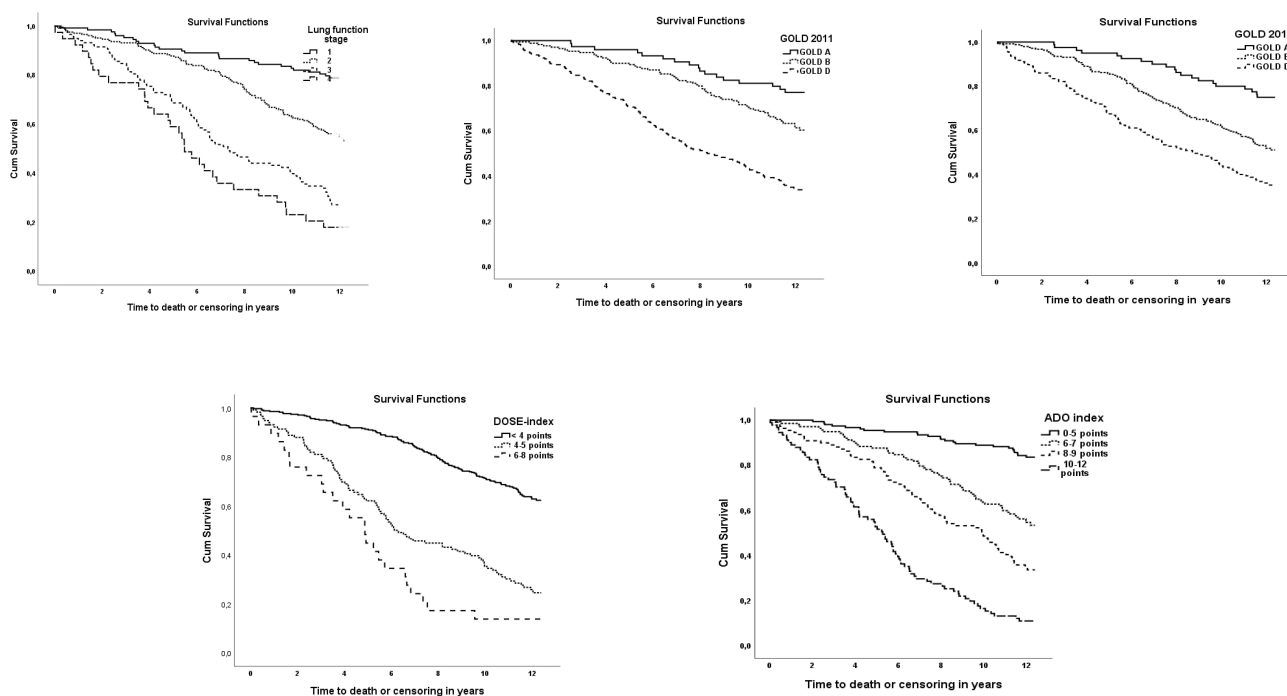 Survival Functions
Lung function
stage
1
2
3
4
1,0
0,8
0,6
0,4
0,2
0,0
Cum Survival
0 2 4 6 8 10 12
Time to death or censoring in years
Survival Functions
GOLD 2011
GOLD A
GOLD B
GOLD D
1,0
0,8
0,6
0,4
0,2
0,0
Cum Survival
0 2 4 6 8 10 12
Time to death or censoring in years
Survival Functions
GOLD 201
GOLD A
GOLD B
GOLD
1,0
0,8
0,6
0,4
0,2
0,0
Cum Survival
0 2 4 6 8 10 12
Time to death or censoring in years
Survival Functions
DOSE-index
< 4 points
4-5 points
6-8 points
1,0
0,8
0,6
0,4
0,2
0,0
Cum Survival
0 2 4 6 8 10 12
Time to death or censoring in years
Survival Functions
ADO index
0-5 points
6-7 points
8-9 points
10-12
points
1,0
0,8
0,6
0,4
0,2
0,0
Cum Survival
0 2 4 6 8 10 12
Time to death or censoring in years